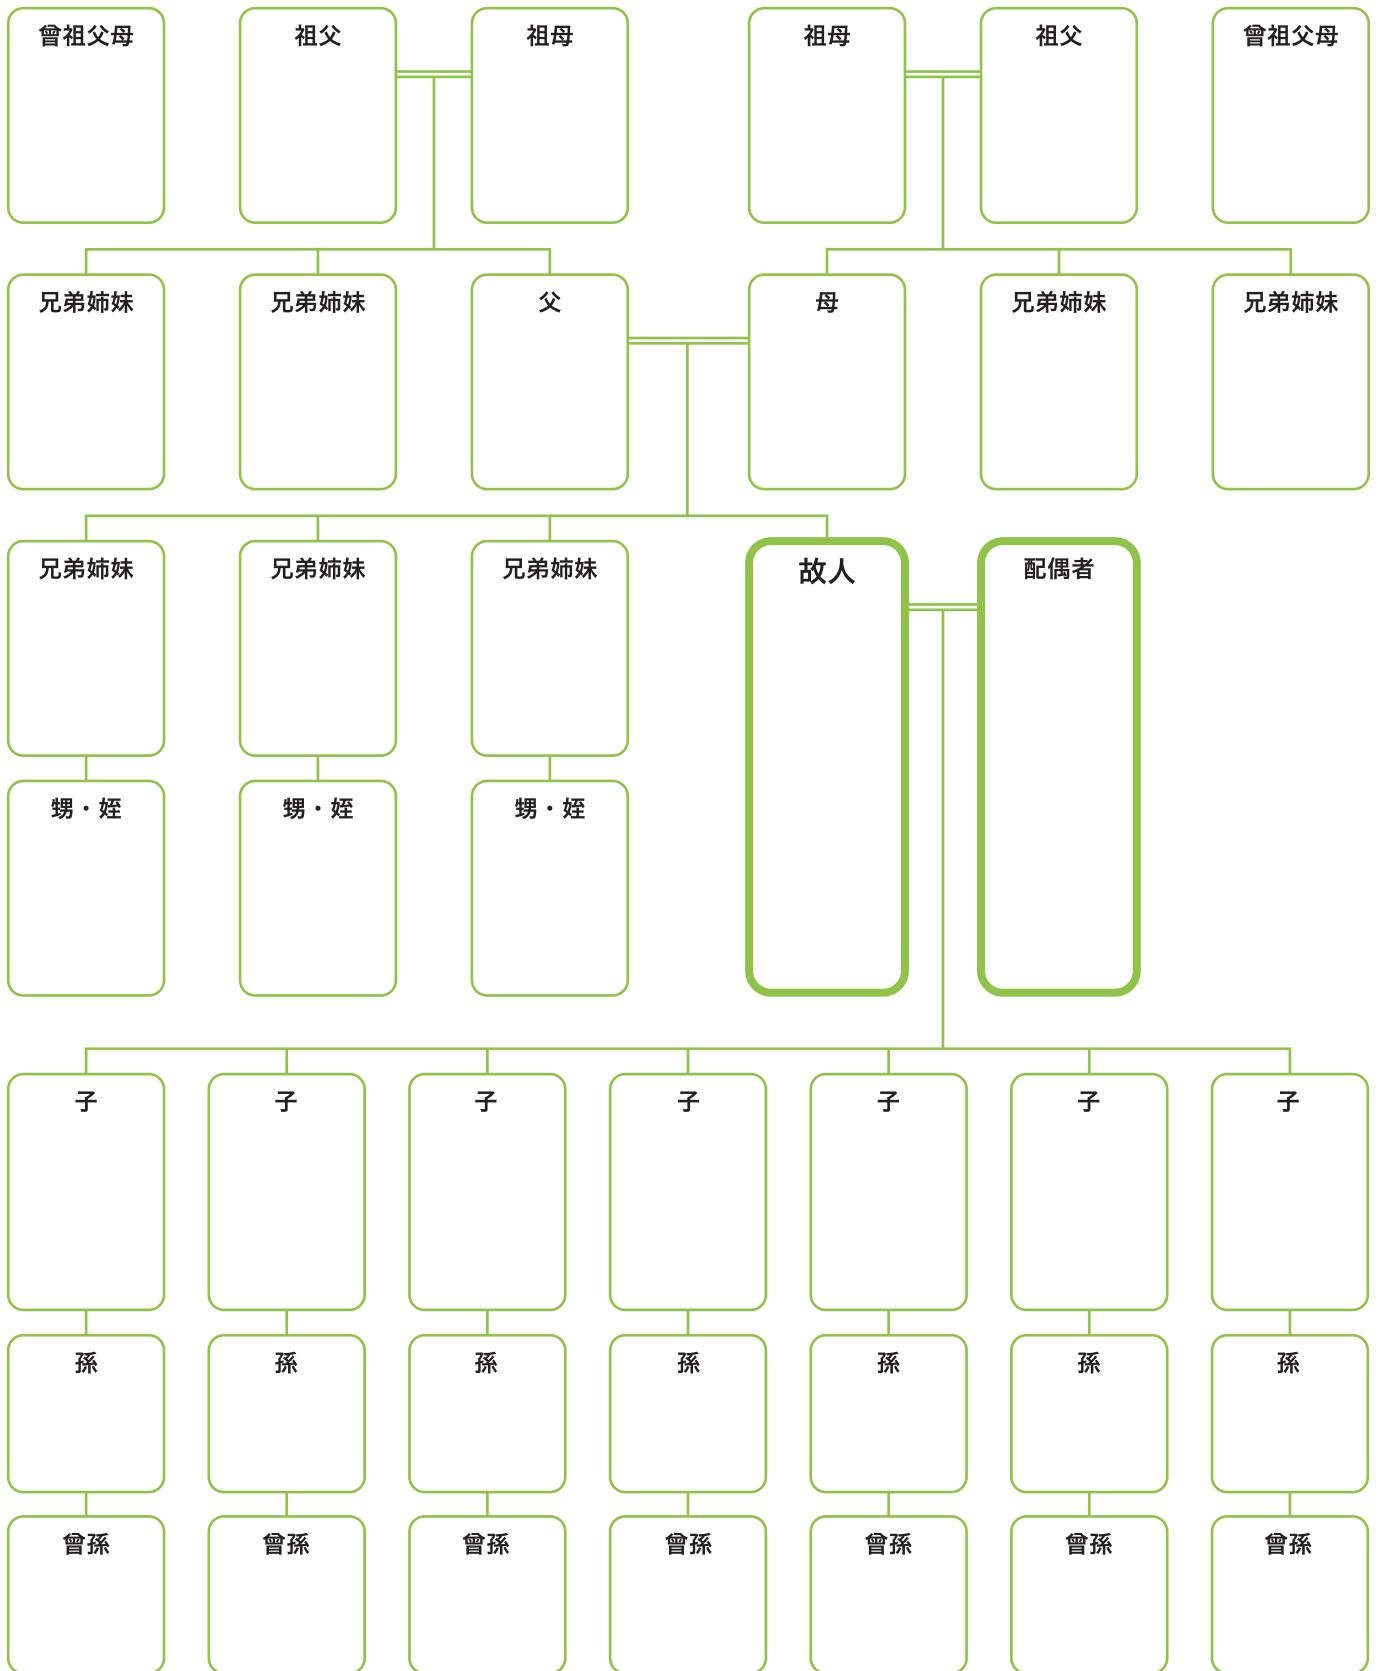 曾祖父母
祖父
祖母
祖母
祖父
曾祖父母
兄弟姉妹
兄弟姉妹
父
母
兄弟姉妹
兄弟姉妹
兄弟姉妹
兄弟姉妹
兄弟姉妹
故人
配偶者
甥・姪
甥・姪
甥・姪
子
子
子
子
子
子
子
孫
孫
孫
孫
孫
孫
孫
曾孫
曾孫
曾孫
曾孫
曾孫
曾孫
曾孫